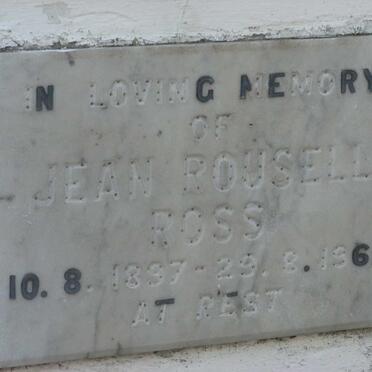 IN LOVING MEMORY
OF
JEAN ROUSELL
ROSS
10. 8. 1897 - 29. 8. 196
AT REST